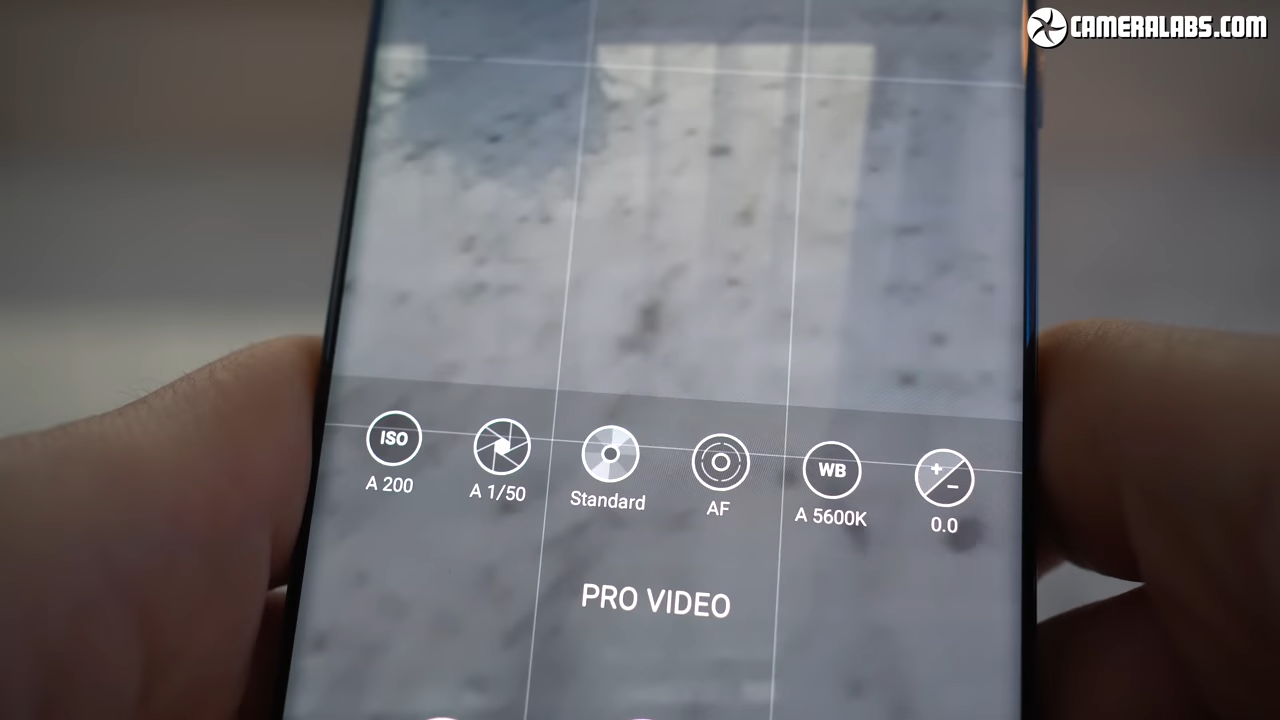 CAMERALABS.COM
ISO
WB
+
−
A 200
A 1/50
Standard
AF
A 5600K
0.0
PRO VIDEO